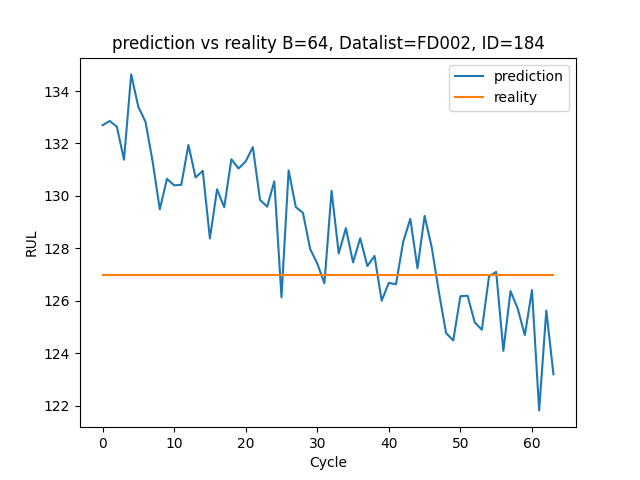 prediction vs reality B=64, Datalist=FD002, ID=184
prediction
reality
RUL
134
132
130
128
126
124
122
0 10 20 30 40 50 60
Cycle